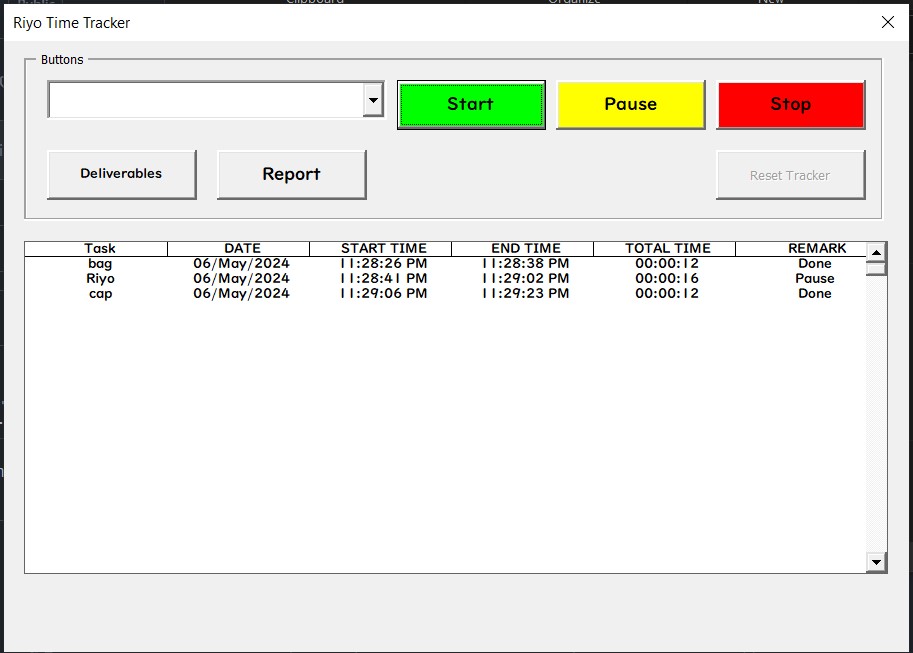 Clipboard Organize New
Riyo Time Tracker
Buttons
Start Pause Stop
Deliverables Report Reset Tracker
Task DATE START TIME END TIME TOTAL TIME REMARK
bag 06/May/2024 11:28:26 PM 11:28:38 PM 00:00:12 Done
Riyo 06/May/2024 11:28:41 PM 11:29:02 PM 00:00:16 Pause
cap 06/May/2024 11:29:06 PM 11:29:23 PM 00:00:12 Done